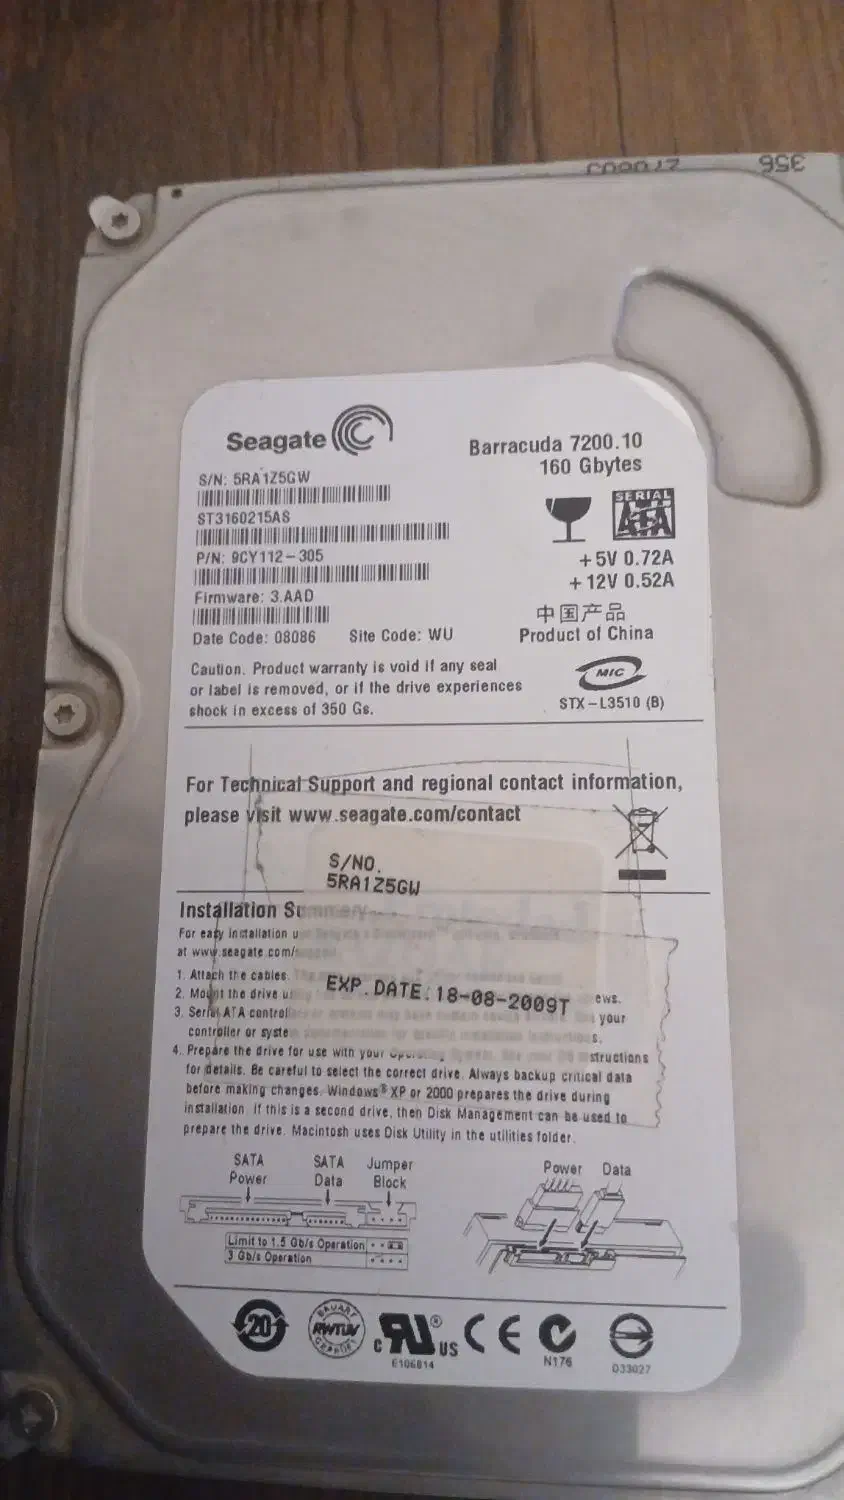 356
Seagate
Barracuda 7200.10
160 Gbytes
S/N: 5RA1Z5GW
ST3160215AS
SERIAL
ATA
P/N: 9CY112-305
+5V 0.72A
+12V 0.52A
Firmware: 3.AAD
中国产品
Date Code: 08086 Site Code: WU
Product of China
Caution. Product warranty is void if any seal
or label is removed, or if the drive experiences
shock in excess of 350 Gs.
MIC
STX-L3510 (B)
For Technical Support and regional contact information,
please visit www.seagate.com/contact
S/NO.
5RA1Z5GW
Installation Summary
For easy installation
at www.seagate.com/
EXP.DATE:18-08-2009T
1. Attach the cables.
2. Mount the drive
3. Serial ATA your
controller or
4. Prepare the drive for use with your Operating System.
for details. Be careful to select the correct drive. Always backup critical data
before making changes. Windows® XP or 2000 prepares the drive during
installation. If this is a second drive, then Disk Management can be used to
prepare the drive. Macintosh uses Disk Utility in the utilities folder.
SATA Power
SATA Data
Jumper Block
Power Data
Limit to 1.5 Gb/s Operation
3 Gb/s Operation
20
RWTUV
c RU® US
E106814
CE
N176
D33027